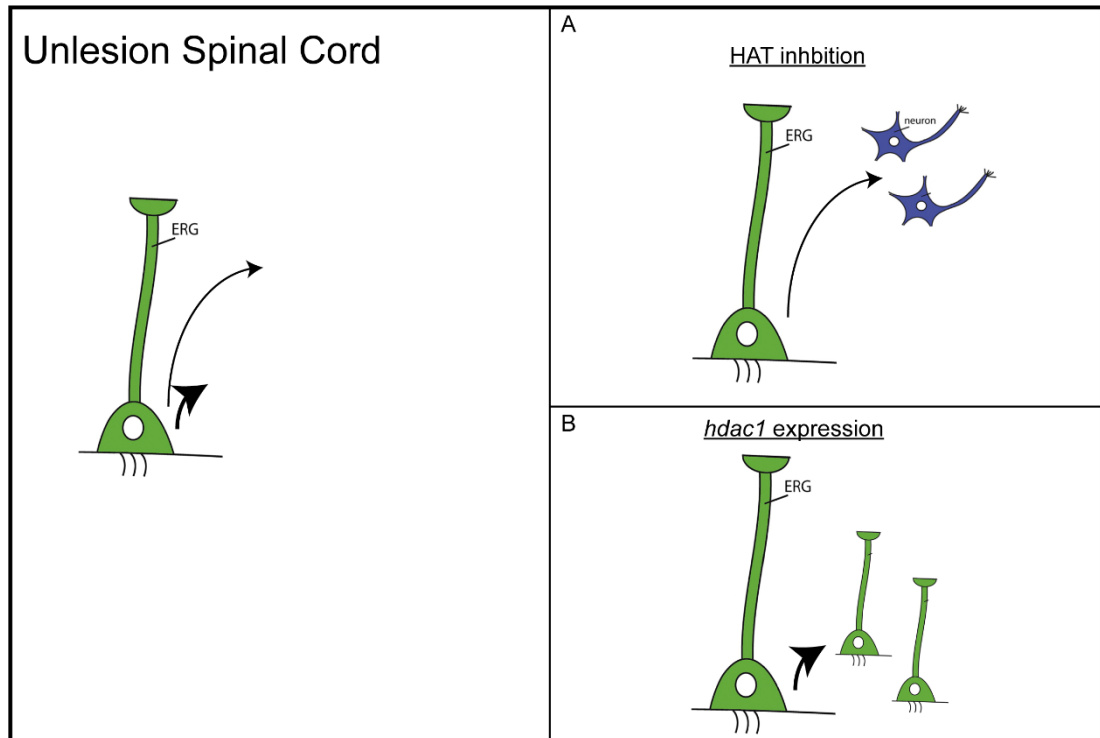 Unlesion Spinal Cord
ERG
A
HAT inhbition
neuron
ERG
B
hdac1 expression
ERG